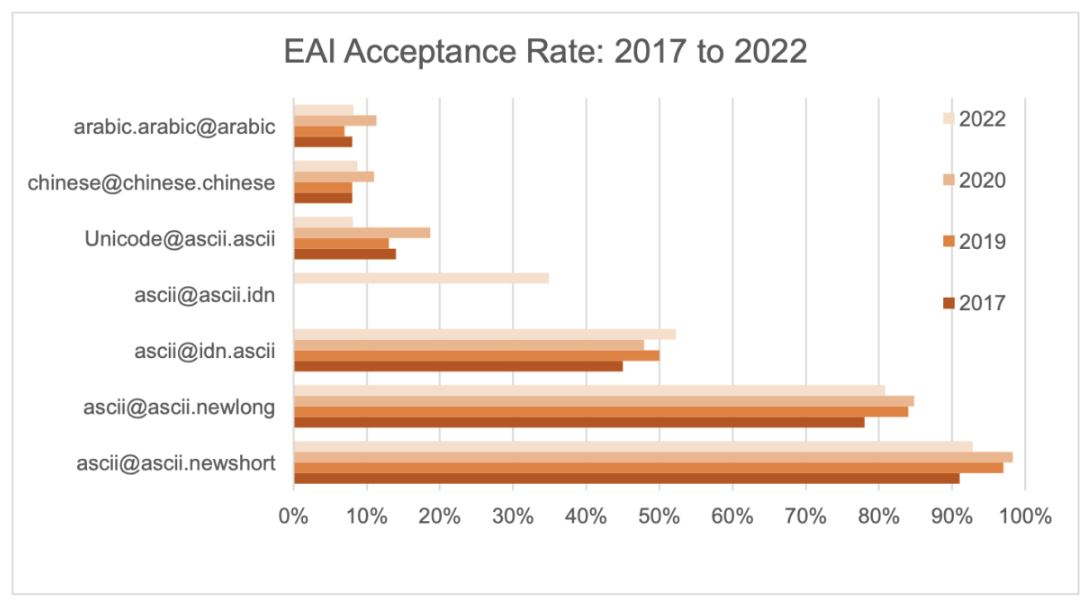 EAI Acceptance Rate: 2017 to 2022
arabic.arabic@arabic
chinese@chinese.chinese
Unicode@ascii.ascii
ascii@ascii.idn
ascii@idn.ascii
ascii@ascii.newlong
ascii@ascii.newshort
2022
2020
2019
2017
0% 10% 20% 30% 40% 50% 60% 70% 80% 90% 100%